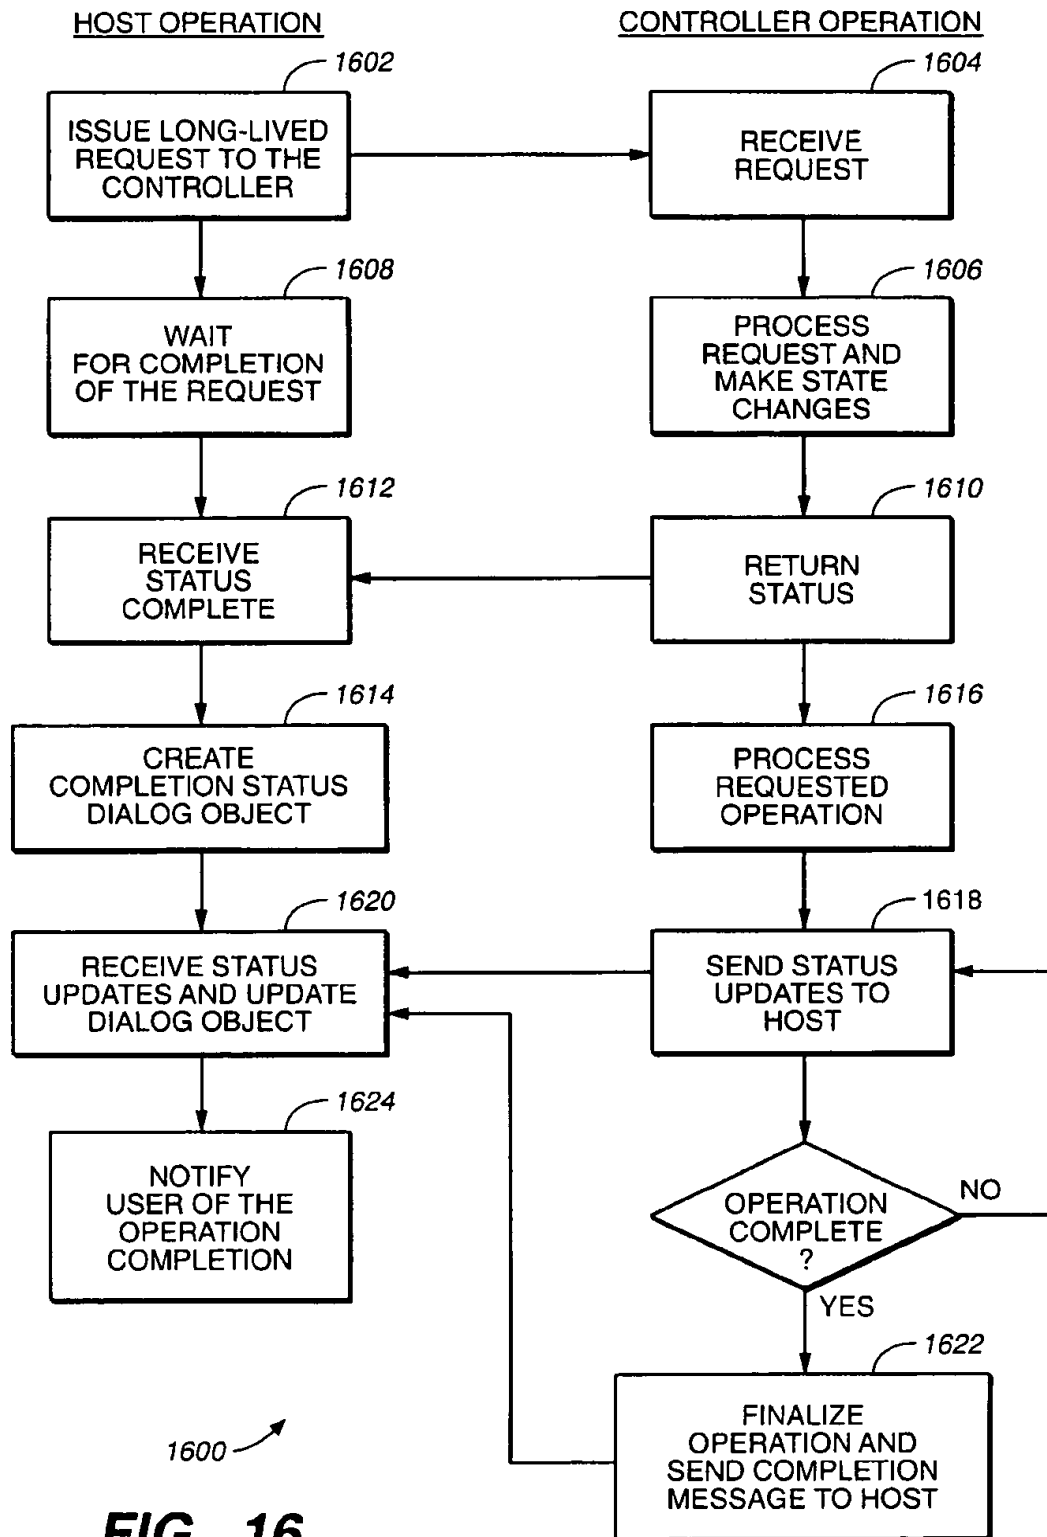 HOST OPERATION
CONTROLLER OPERATION
1602
ISSUE LONG-LIVED
REQUEST TO THE
CONTROLLER
1604
RECEIVE
REQUEST
1608
WAIT
FOR COMPLETION
OF THE REQUEST
1606
PROCESS
REQUEST AND
MAKE STATE
CHANGES
1612
RECEIVE
STATUS
COMPLETE
1610
RETURN
STATUS
1614
CREATE
COMPLETION STATUS
DIALOG OBJECT
1616
PROCESS
REQUESTED
OPERATION
1620
RECEIVE STATUS
UPDATES AND UPDATE
DIALOG OBJECT
1618
SEND STATUS
UPDATES TO
HOST
1624
NOTIFY
USER OF THE
OPERATION
COMPLETION
OPERATION
COMPLETE
?
NO
YES
1622
FINALIZE
OPERATION AND
SEND COMPLETION
MESSAGE TO HOST
1600
FIG. 16